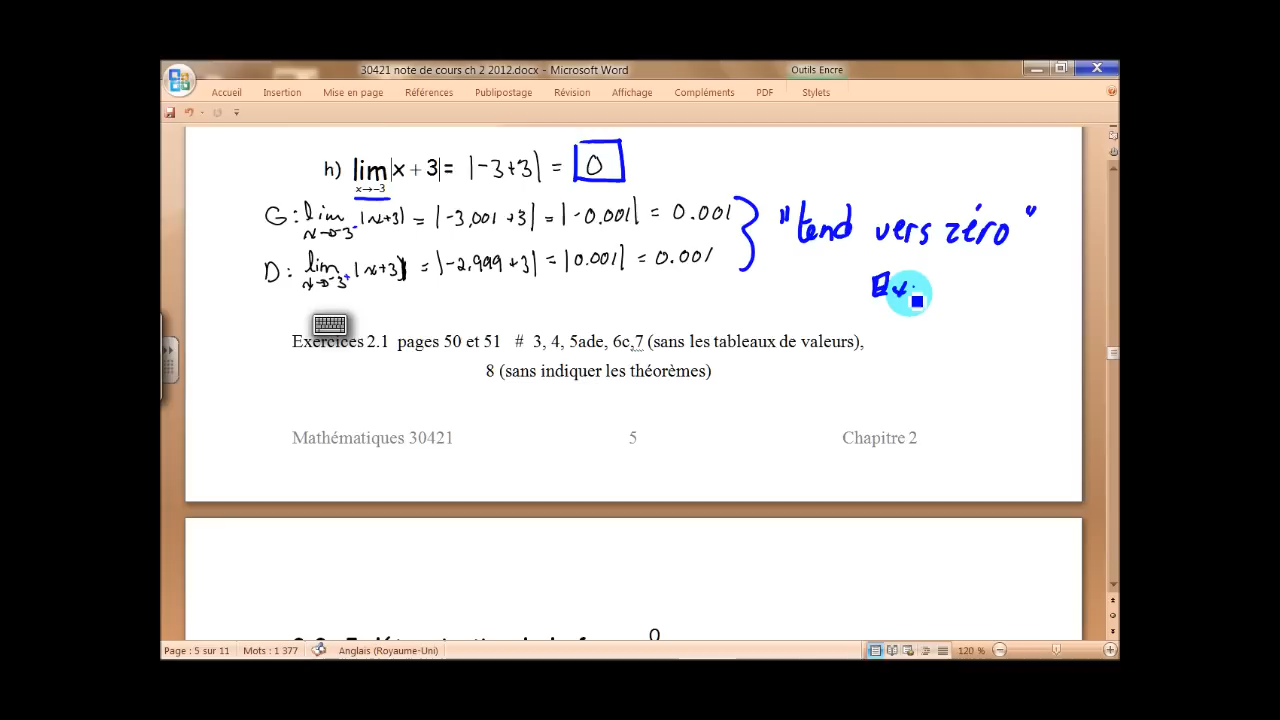 30421 note de cours ch 2 2012.docx - Microsoft Word
Outils Encre
Accueil Insertion Mise en page Références Publipostage Révision Affichage Compléments PDF Stylets
h) lim |x + 3| = |-3+3| = 0
x→-3
G: lim |x+3| = |-3,001 +3| = |-0.001| = 0.001
x→-3⁻
"tend vers zéro"
D: lim |x+3| = |-2,999 +3| = |0.001| = 0.001
x→-3⁺
Exercices 2.1 pages 50 et 51 # 3, 4, 5ade, 6c,7 (sans les tableaux de valeurs),
8 (sans indiquer les théorèmes)
Mathématiques 30421 5 Chapitre 2
0
Page : 5 sur 11 Mots : 1 377 Anglais (Royaume-Uni) 120 %